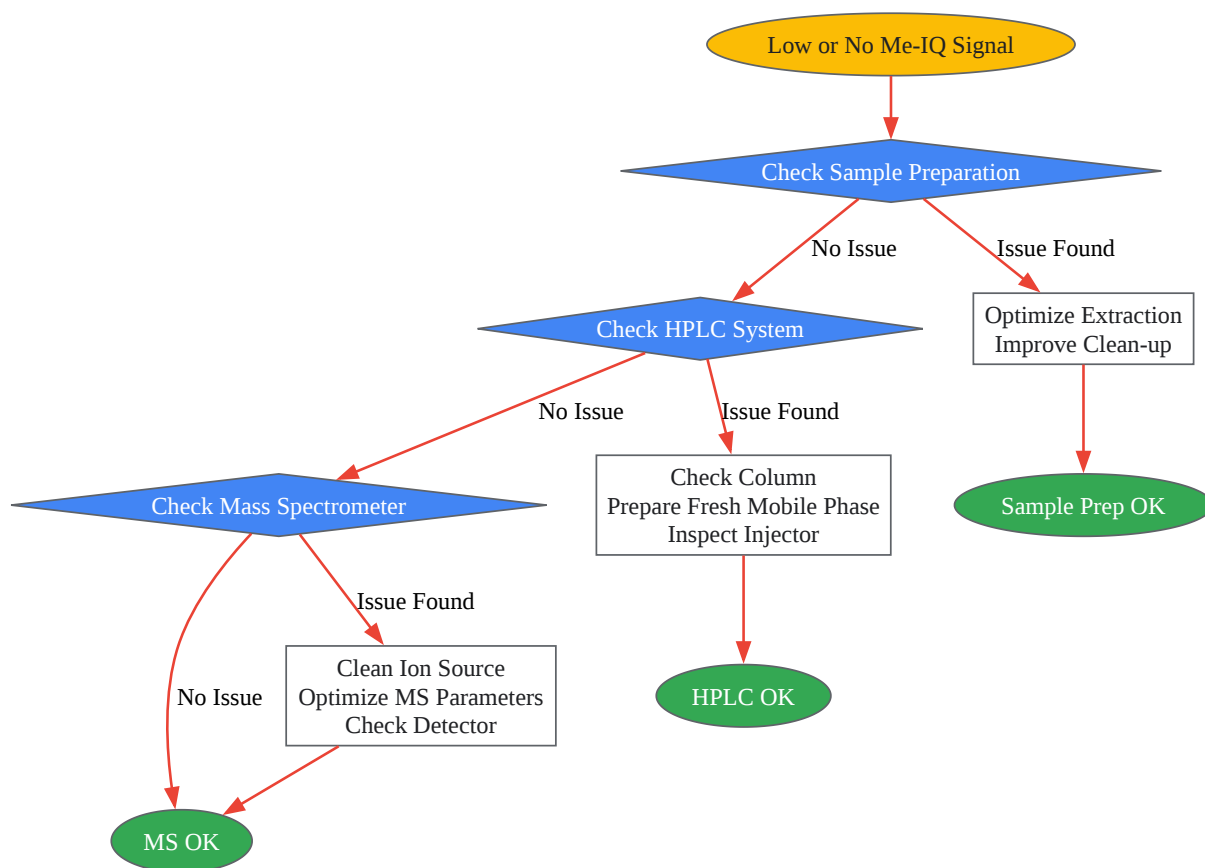 Low or No Me-IQ Signal
Check Sample Preparation
No Issue
Issue Found
Check HPLC System
Optimize Extraction
Improve Clean-up
No Issue
Issue Found
Check Mass Spectrometer
Check Column
Prepare Fresh Mobile Phase
Inspect Injector
Sample Prep OK
Issue Found
No Issue
Clean Ion Source
Optimize MS Parameters
Check Detector
HPLC OK
MS OK